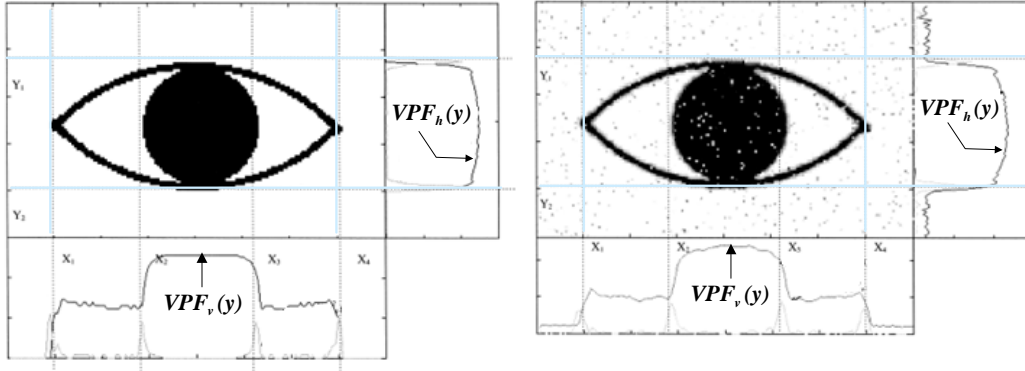 Y₁
VPFₕ(y)
Y₂
X₁ X₂ X₃ X₄
VPFᵥ(y)
Y₁
VPFₕ(y)
Y₂
X₁ X₂ X₃ X₄
VPFᵥ(y)